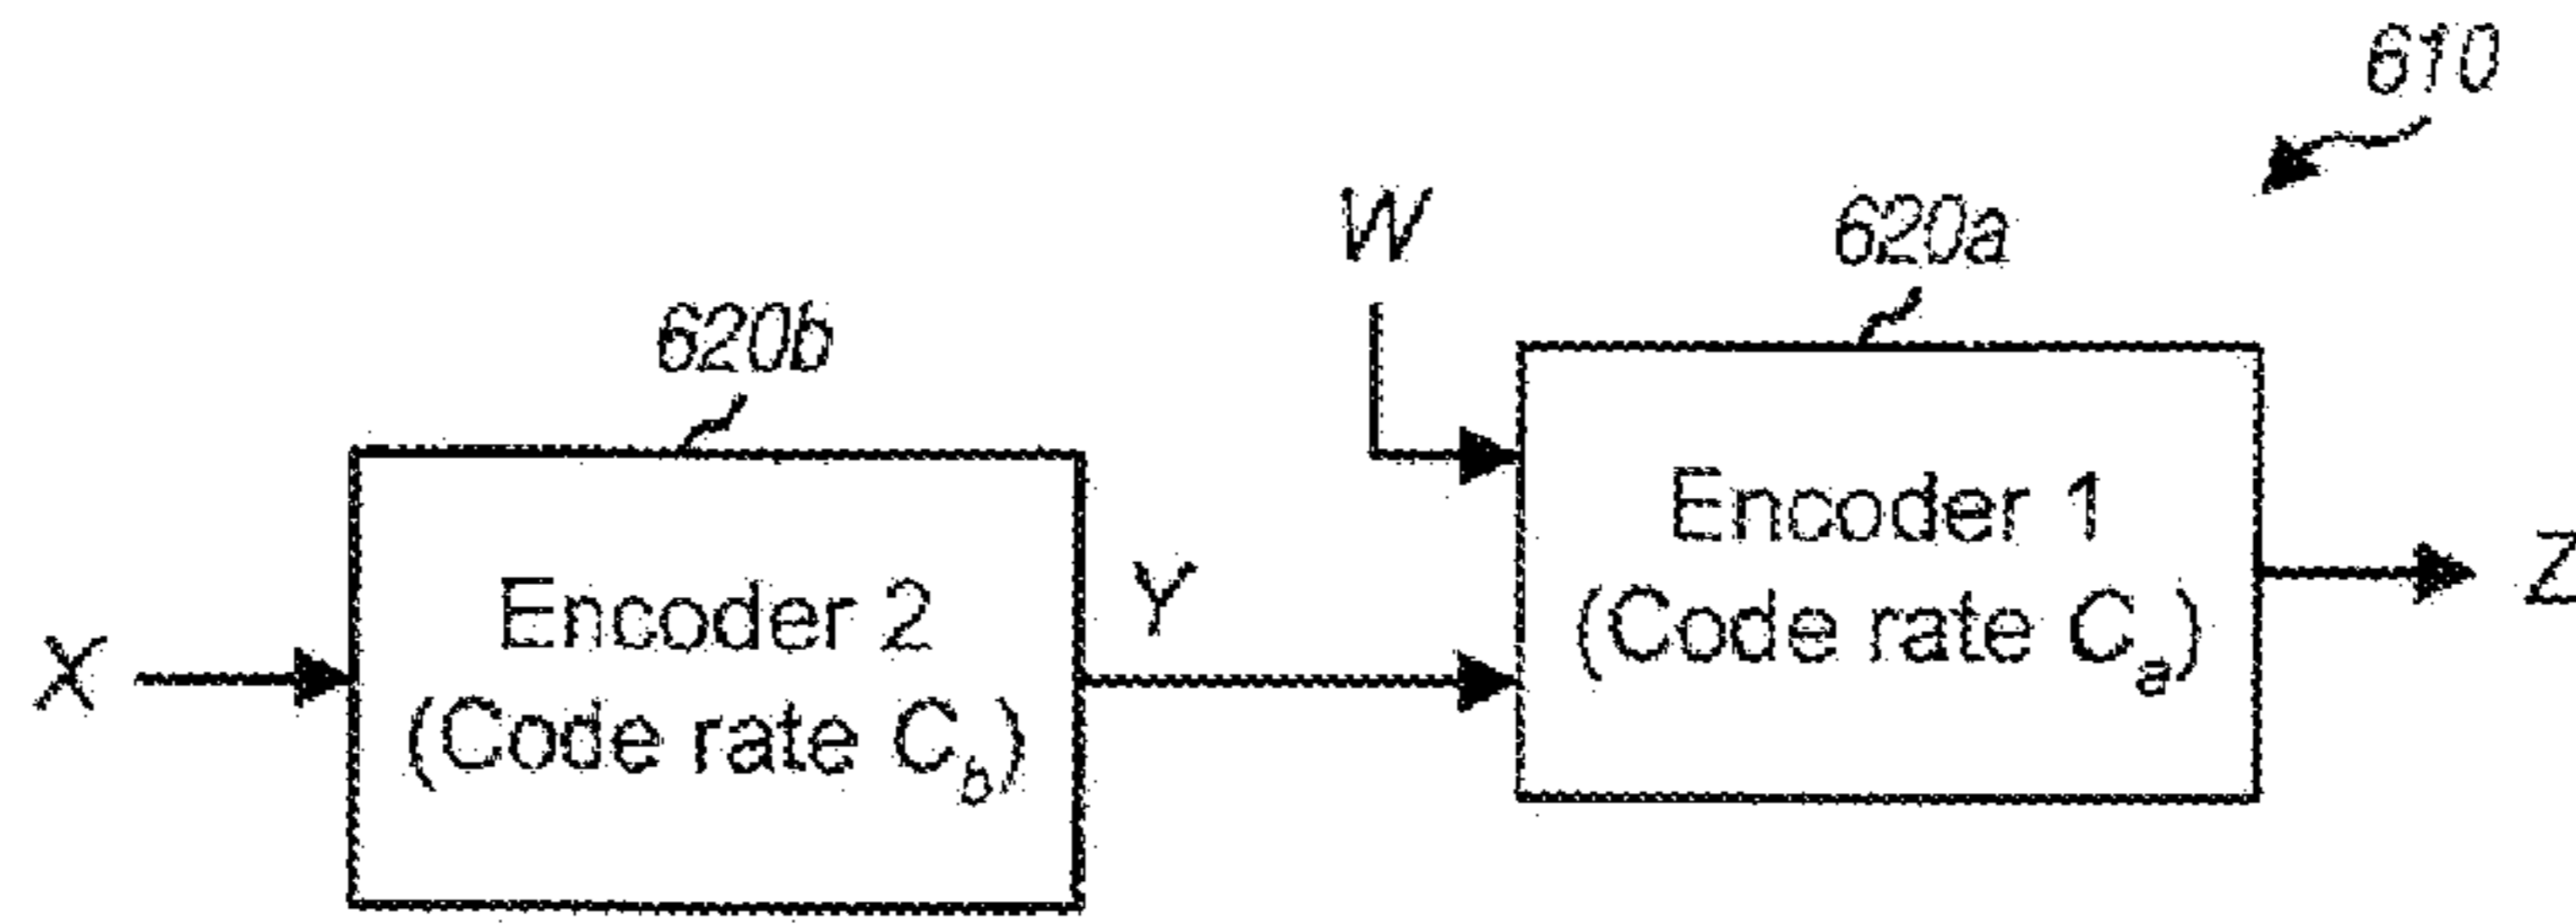 610
W
620a
620b
Encoder 1
(Code rate Ca)
Z
Y
Encoder 2
(Code rate Cb)
X